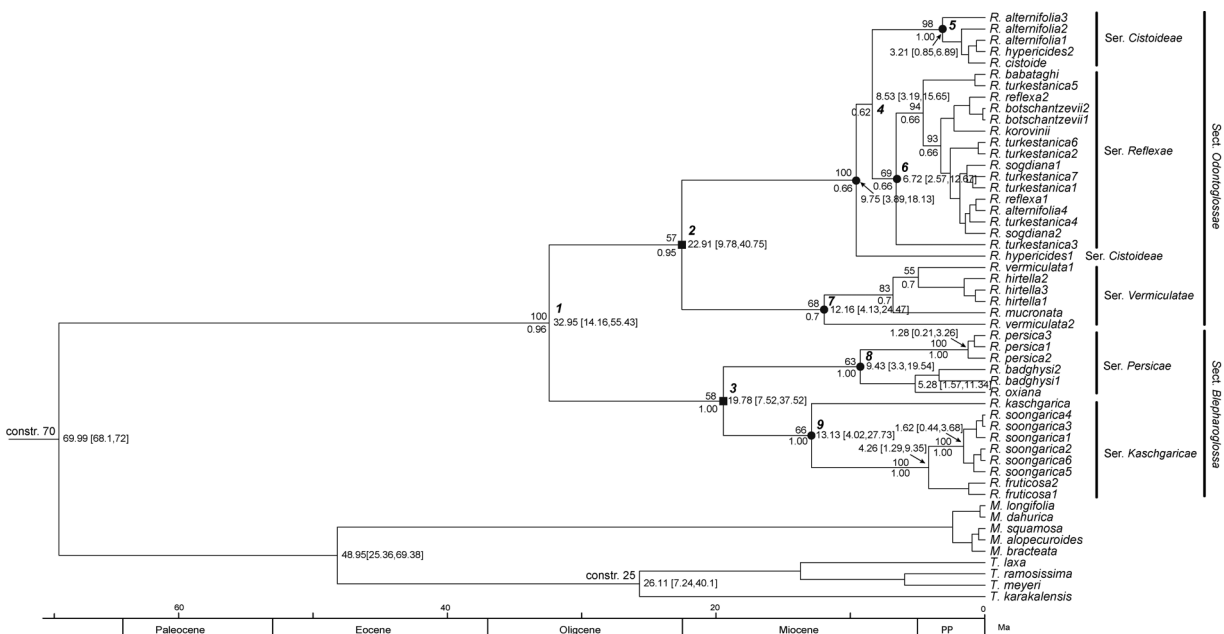 98
5
1.00
3.21 [0.85,6.89]
R. alternifolia3
R. alternifolia2
R. alternifolia1
R. hypericides2
R. cistoide
Ser. Cistoideae
R. babataghi
R. turkestanica5
8.53 [3.19,15.65]
4
0.62
94
0.66
R. reflexa2
R. botschantzevii2
R. botschantzevii1
R. korovinii
93
0.66
R. turkestanica6
R. turkestanica2
Ser. Reflexae
R. sogdiana1
R. turkestanica7
R. turkestanica1
100
0.66
9.75 [3.89,18.13]
69
6
0.66
6.72 [2.57,12.67]
R. reflexa1
R. alternifolia4
R. turkestanica4
R. sogdiana2
R. turkestanica3
R. hypericides1
Ser. Cistoideae
Sect. Odontoglossae
57
2
0.95
22.91 [9.78,40.75]
R. vermiculata1
R. hirtella2
R. hirtella3
R. hirtella1
R. mucronata
R. vermiculata2
Ser. Vermiculatae
55
0.7
83
0.7
68
7
0.7
12.16 [4.13,24.47]
100
1
0.96
32.95 [14.16,55.43]
1.28 [0.21,3.26]
100
1.00
R. persica3
R. persica1
R. persica2
R. badghysi2
R. badghysi1
R. oxiana
Ser. Persicae
63
8
1.00
9.43 [3.3,19.54]
5.28 [1.57,11.34]
58
3
1.00
19.78 [7.52,37.52]
R. kaschgarica
R. soongarica4
R. soongarica3
R. soongarica1
R. soongarica2
R. soongarica6
R. soongarica5
R. fruticosa2
R. fruticosa1
Ser. Kaschgaricae
Sect. Blepharoglossa
66
9
1.00
13.13 [4.02,27.73]
1.62 [0.44,3.68]
4.26 [1.29,9.35]
100
1.00
100
1.00
constr. 70
69.99 [68.1,72]
M. longifolia
M. dahurica
M. squamosa
M. alopecuroides
M. bracteata
48.95[25.36,69.38]
T. laxa
T. ramosissima
T. meyeri
T. karakalensis
constr. 25
26.11 [7.24,40.1]
60 40 20 0
Paleocene Eocene Oligcene Miocene PP Ma